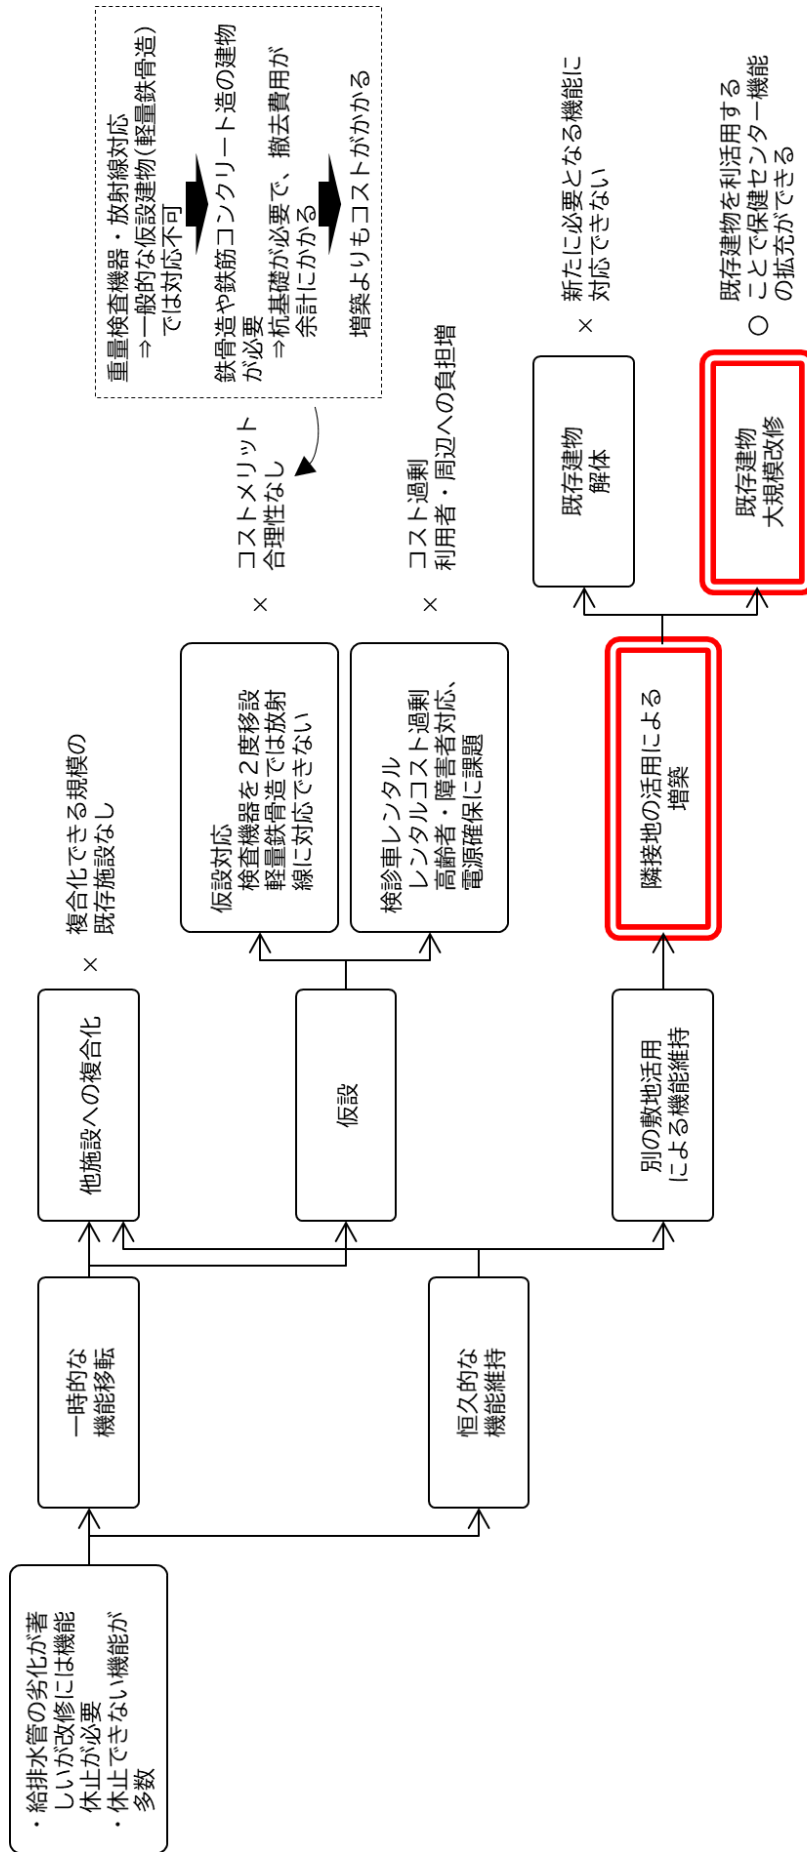 ・給排水管の劣化が著
しいが改修には機能
休止が必要
・休止できない機能が
多数
一時的な
機能移転
恒久的な
機能維持
他施設への複合化
× 複合化できる規模の
既存施設なし
仮設
仮設対応
検査機器を２度移設
軽量鉄骨造では放射
線に対応できない
× コストメリット
合理性なし
重量検査機器・放射線対応
⇒一般的な仮設建物(軽量鉄骨造)
では対応不可
鉄骨造や鉄筋コンクリート造の建物
が必要
⇒杭基礎が必要で、撤去費用が
余計にかかる
増築よりもコストがかかる
検診車レンタル
レンタルコスト過剰
高齢者・障害者対応、
電源確保に課題
× コスト過剰
利用者・周辺への負担増
別の敷地活用
による機能維持
隣接地の活用による
増築
既存建物
解体
× 新たに必要となる機能に
対応できない
既存建物
大規模改修
○ 既存建物を利活用する
ことで保健センター機能
の拡充ができる